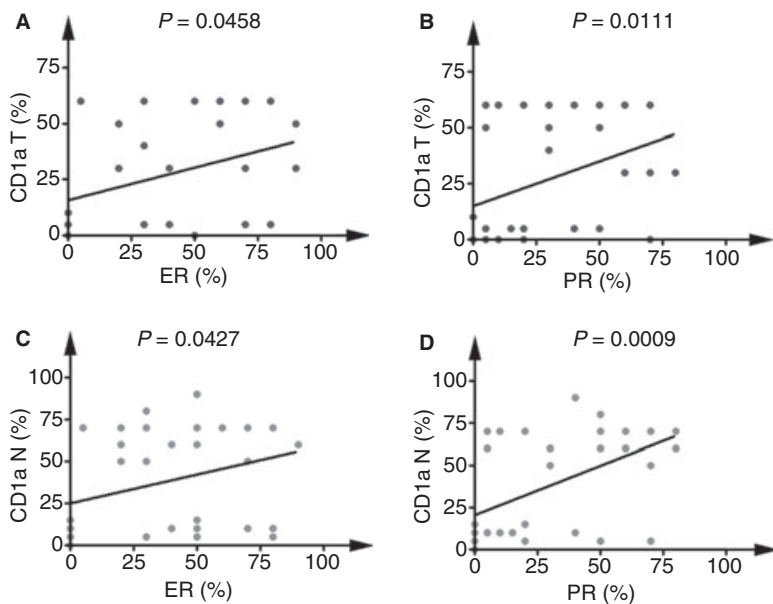 A
P = 0.0458
CD1a T (%)
75
50
25
0
0
25
50
75
100
ER (%)
B
P = 0.0111
CD1a T (%)
75
50
25
0
0
25
50
75
100
PR (%)
C
P = 0.0427
CD1a N (%)
100
75
50
25
0
0
25
50
75
100
ER (%)
D
P = 0.0009
CD1a N (%)
100
75
50
25
0
0
25
50
75
100
PR (%)